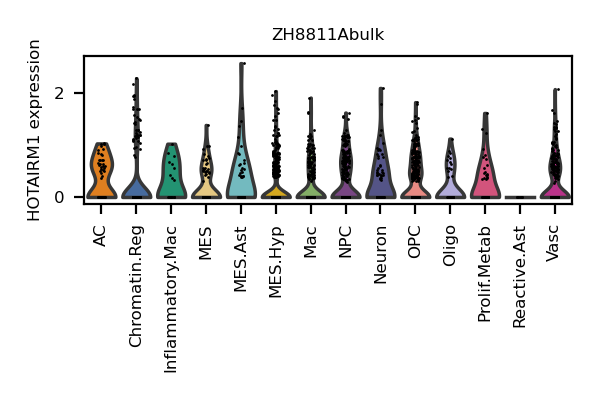 ZH8811Abulk
HOTAIRM1 expression
2
0
AC
Chromatin.Reg
Inflammatory.Mac
MES
MES.Ast
MES.Hyp
Mac
NPC
Neuron
OPC
Oligo
Prolif.Metab
Reactive.Ast
Vasc